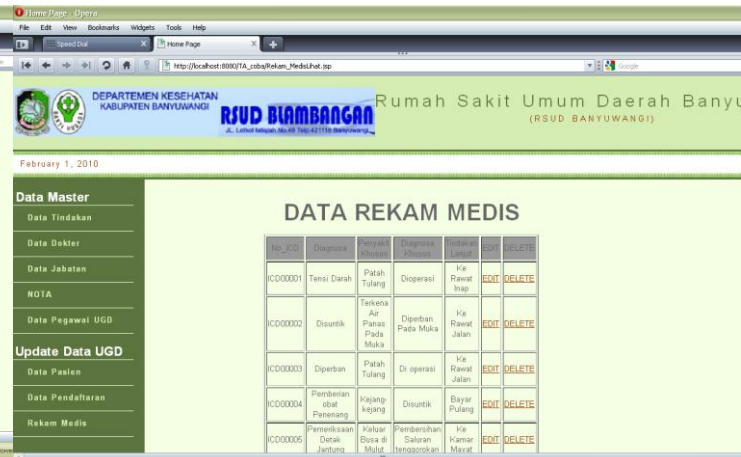 Home Page - Opera
File Edit View Bookmarks Widgets Tools Help
Speed Dial
Home Page
http://localhost:8080/TA_coba/Rekam_MedisLihat.jsp
Google
DEPARTEMEN KESEHATAN
KABUPATEN BANYUWANGI
RSUD BLAMBANGAN
Rumah Sakit Umum Daerah Banyu
(RSUD BANYUWANGI)
February 1, 2010
Data Master
Data Tindakan
Data Dokter
Data Jabatan
NOTA
Data Pegawai UGD
Update Data UGD
Data Pasien
Data Pendaftaran
Rekam Medis
DATA REKAM MEDIS
No_ICD Diagnosa Penyakit Khusus Diagnosa Khusus Tindakan Lanjut EDIT DELETE
ICD00001 Tensi Darah Patah Tulang Dioperasi Ke Rawat Inap EDIT DELETE
ICD00002 Disuntik Terkena Air Panas Pada Muka Diperban Pada Muka Ke Rawat Jalan EDIT DELETE
ICD00003 Diperban Patah Tulang Di operasi Ke Rawat Jalan EDIT DELETE
ICD00004 Pemberian obat Penenang Kejang-kejang Disuntik Bayar Pulang EDIT DELETE
ICD00005 Pemeriksaan Detak Jantung Keluar Busa di Mulut Pembersihan Saluran tenggorokan Ke Kamar Mayat EDIT DELETE